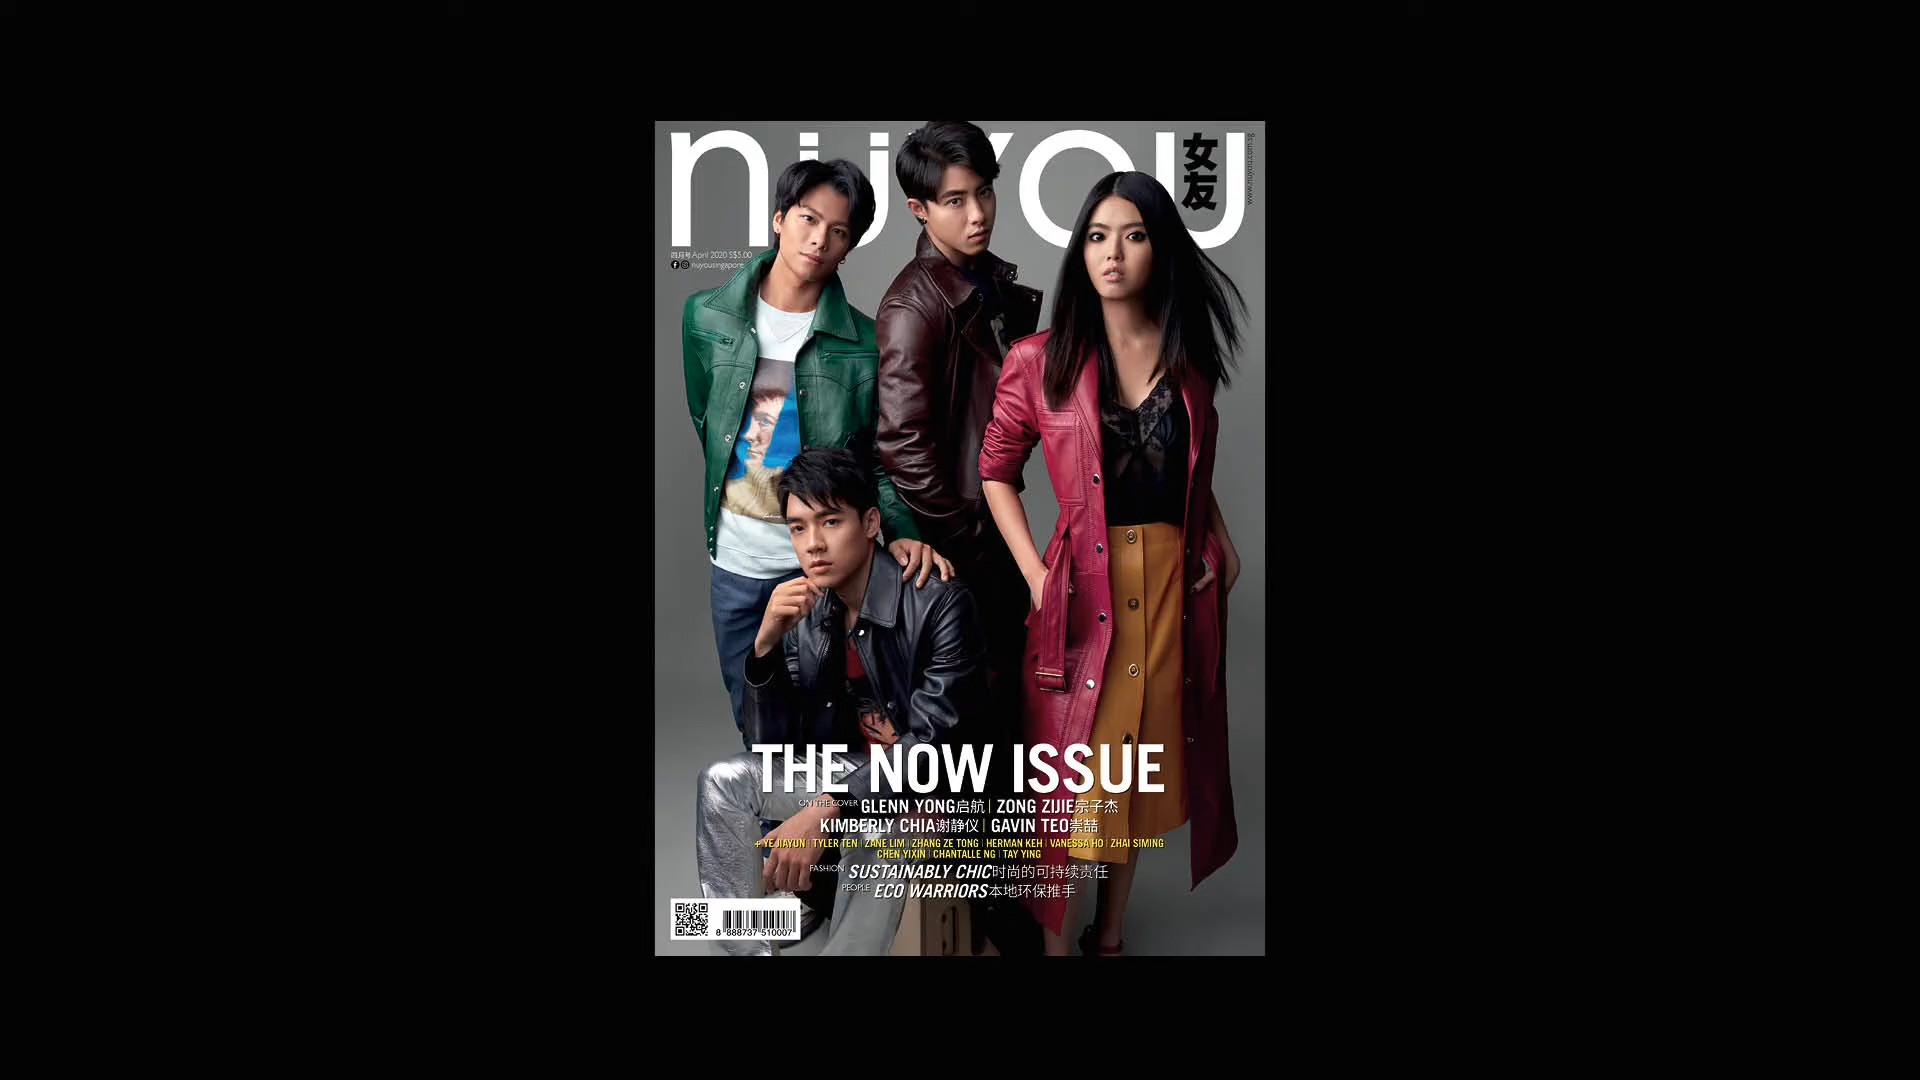 nuyou
女友
www.nuyou.com.sg
四月号 April 2020 S$5.00
nuyousingapore
THE NOW ISSUE
ON THE COVER GLENN YONG启航 | ZONG ZIJIE宗子杰
KIMBERLY CHIA谢静仪 | GAVIN TEO崇喆
+ YE JIAYUN | TYLER TEN | ZANE LIM | ZHANG ZE TONG | HERMAN KEH | VANESSA HO | ZHAI SIMING
CHEN YIXIN | CHANTALLE NG | TAY YING
FASHION SUSTAINABLY CHIC时尚的可持续责任
PEOPLE ECO WARRIORS本地环保推手
8 888737 510007